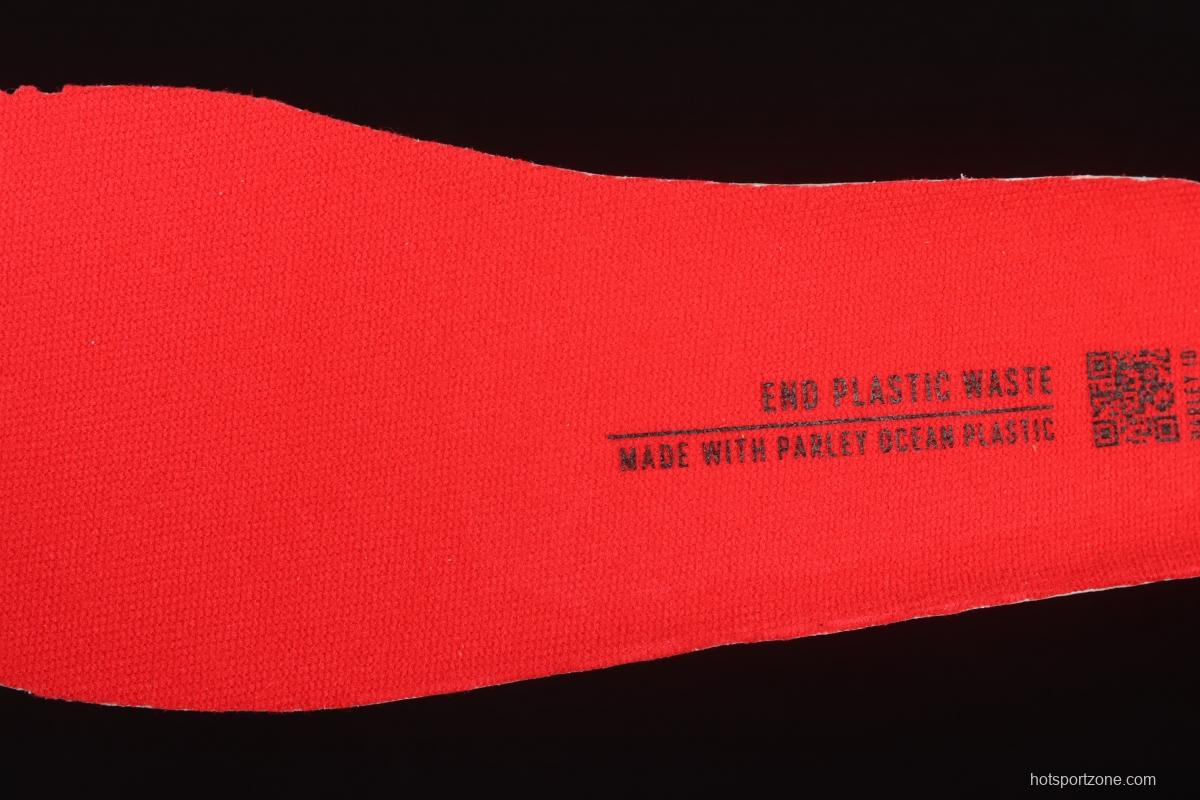 END PLASTIC WASTE
MADE WITH PARLEY OCEAN PLASTIC
hotsportzone.com